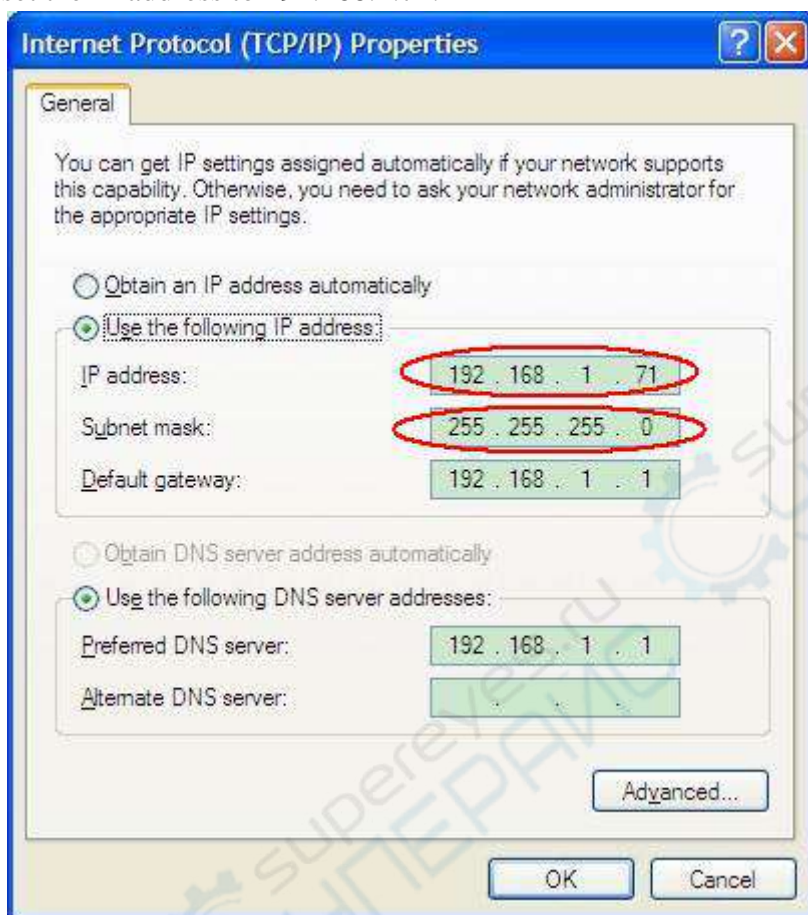 Internet Protocol (TCP/IP) Properties
General
You can get IP settings assigned automatically if your network supports
this capability. Otherwise, you need to ask your network administrator for
the appropriate IP settings.
Obtain an IP address automatically
Use the following IP address:
IP address: 192 . 168 . 1 . 71
Subnet mask: 255 . 255 . 255 . 0
Default gateway: 192 . 168 . 1 . 1
Obtain DNS server address automatically
Use the following DNS server addresses:
Preferred DNS server: 192 . 168 . 1 . 1
Alternate DNS server: . . .
Advanced...
OK Cancel
supereyes.ru